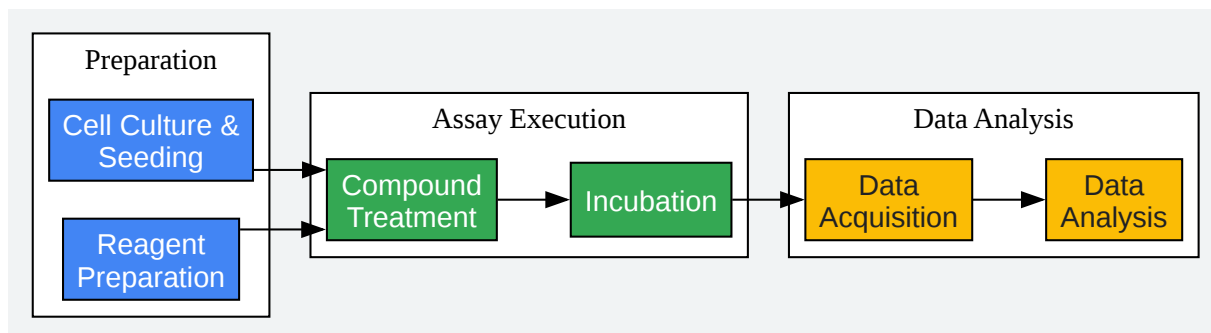 Preparation
Cell Culture &
Seeding
Reagent
Preparation
Assay Execution
Compound
Treatment
Incubation
Data Analysis
Data
Acquisition
Data
Analysis